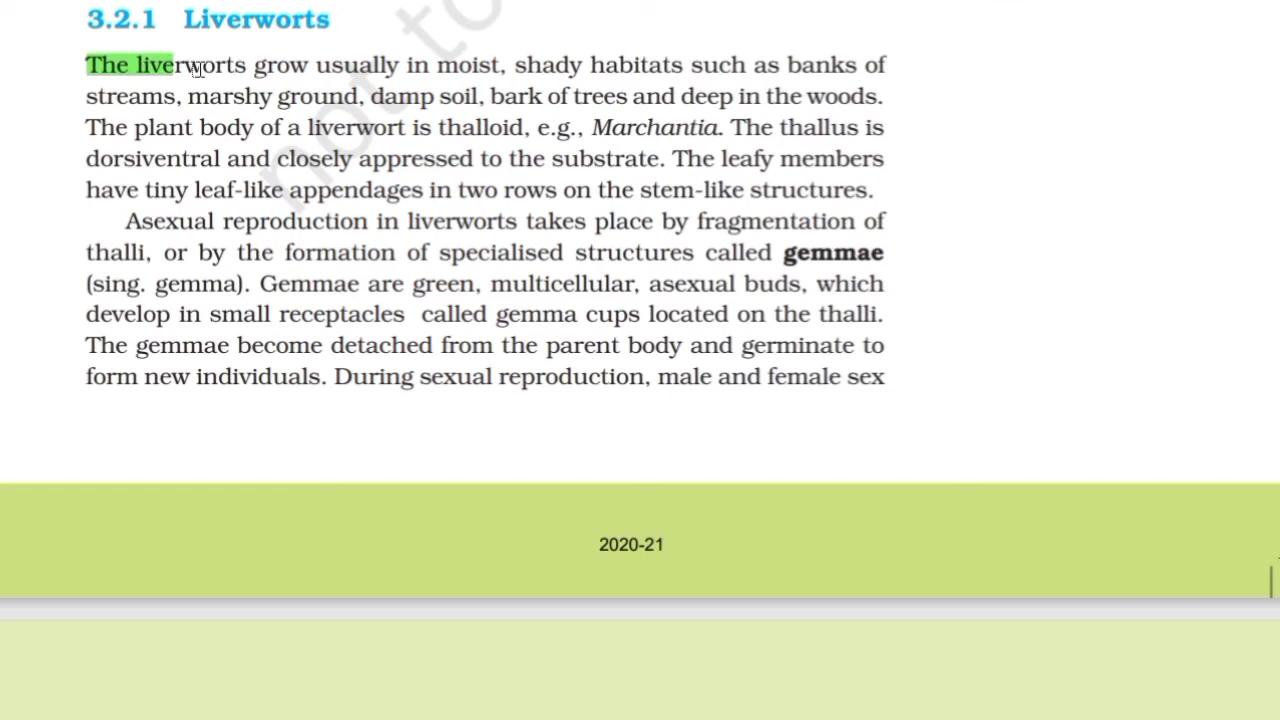 3.2.1 Liverworts
The liverworts grow usually in moist, shady habitats such as banks of
streams, marshy ground, damp soil, bark of trees and deep in the woods.
The plant body of a liverwort is thalloid, e.g., Marchantia. The thallus is
dorsiventral and closely appressed to the substrate. The leafy members
have tiny leaf-like appendages in two rows on the stem-like structures.
Asexual reproduction in liverworts takes place by fragmentation of
thalli, or by the formation of specialised structures called gemmae
(sing. gemma). Gemmae are green, multicellular, asexual buds, which
develop in small receptacles called gemma cups located on the thalli.
The gemmae become detached from the parent body and germinate to
form new individuals. During sexual reproduction, male and female sex
not to
2020-21